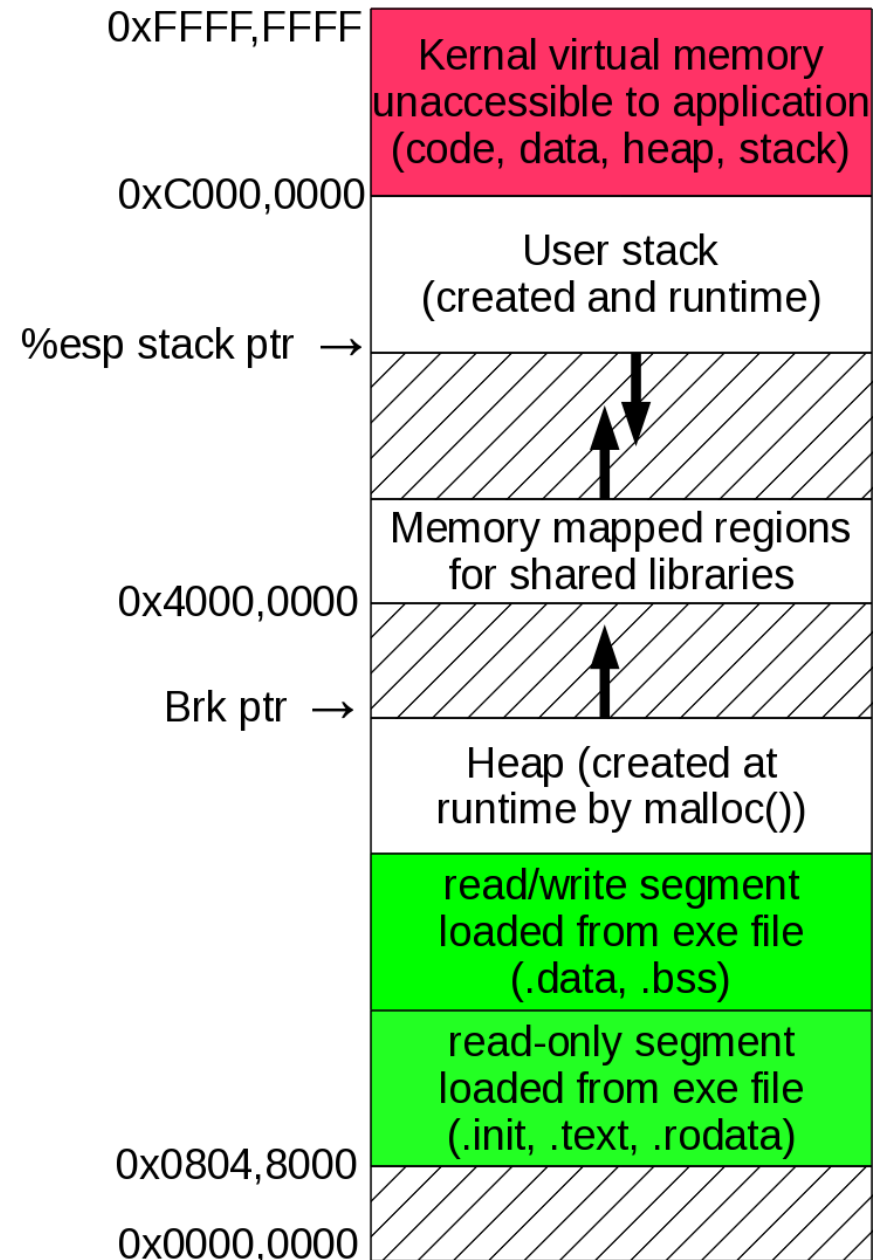 0xFFFF,FFFF
Kernal virtual memory
unaccessible to application
(code, data, heap, stack)
0xC000,0000
User stack
(created and runtime)
%esp stack ptr →
Memory mapped regions
for shared libraries
0x4000,0000
Brk ptr →
Heap (created at
runtime by malloc())
read/write segment
loaded from exe file
(.data, .bss)
read-only segment
loaded from exe file
(.init, .text, .rodata)
0x0804,8000
0x0000,0000